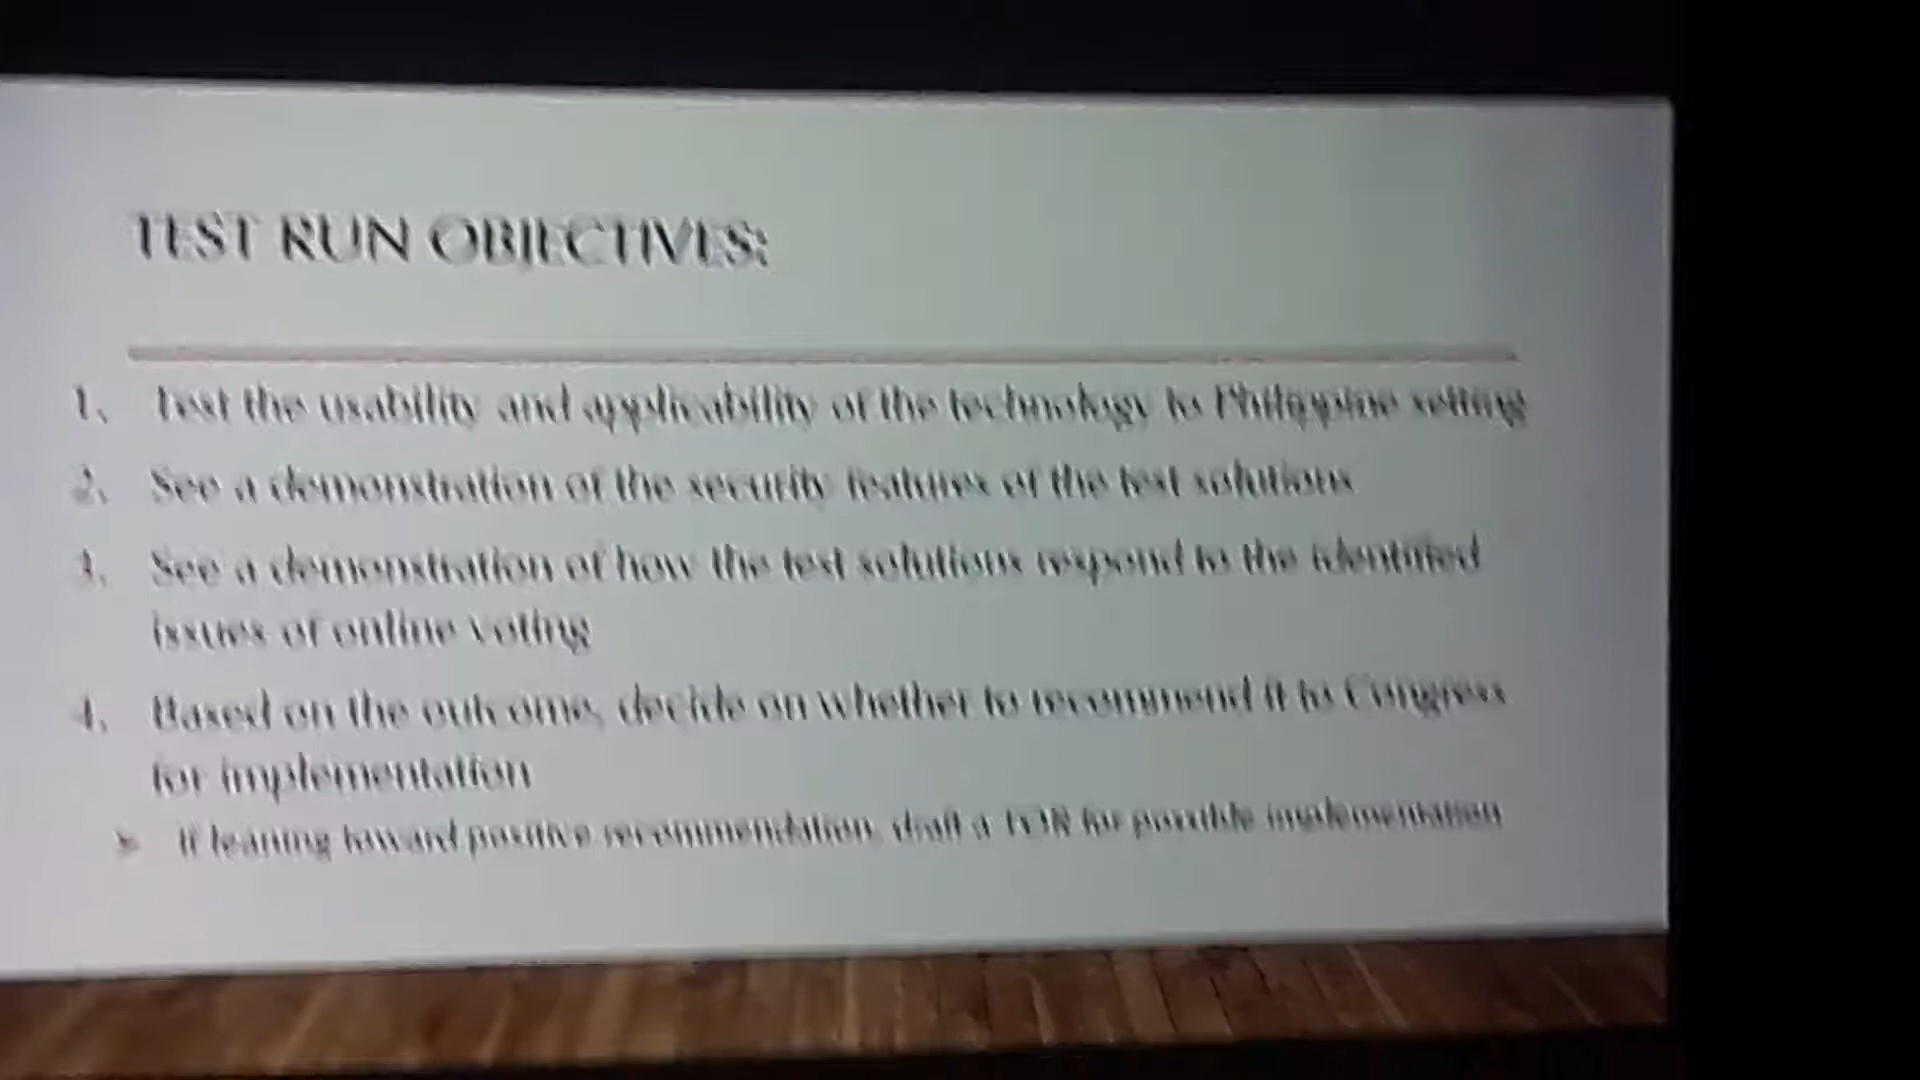 TEST RUN OBJECTIVES:
1. Test the usability and applicability of the technology to Philippine setting
2. See a demonstration of the security features of the test solutions
3. See a demonstration of how the test solutions respond to the identified
issues of online voting
4. Based on the outcome, decide on whether to recommend it to Congress
for implementation
➢ If leaning toward positive recommendation, draft a TOR for possible implementation